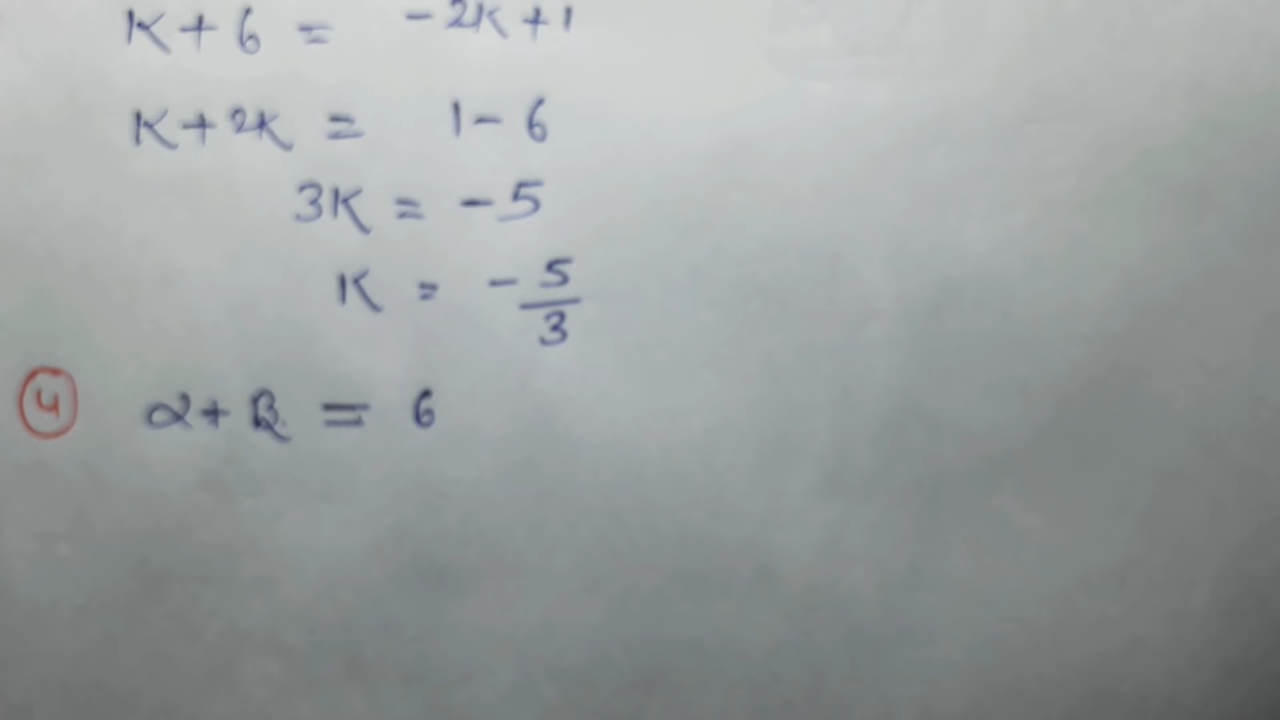 K + 6 = -2K + 1
K + 2K = 1 - 6
3K = -5
K = -5/3
4 α + β = 6